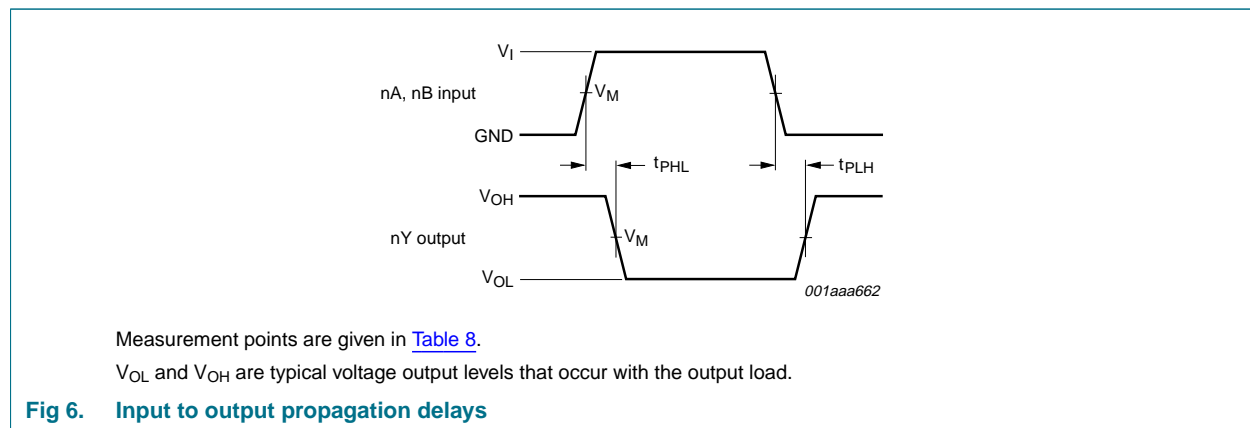 V_I
nA, nB input
V_M
GND
t_PHL
t_PLH
V_OH
nY output
V_M
V_OL
001aaa662
Measurement points are given in Table 8.
V_OL and V_OH are typical voltage output levels that occur with the output load.
Fig 6. Input to output propagation delays